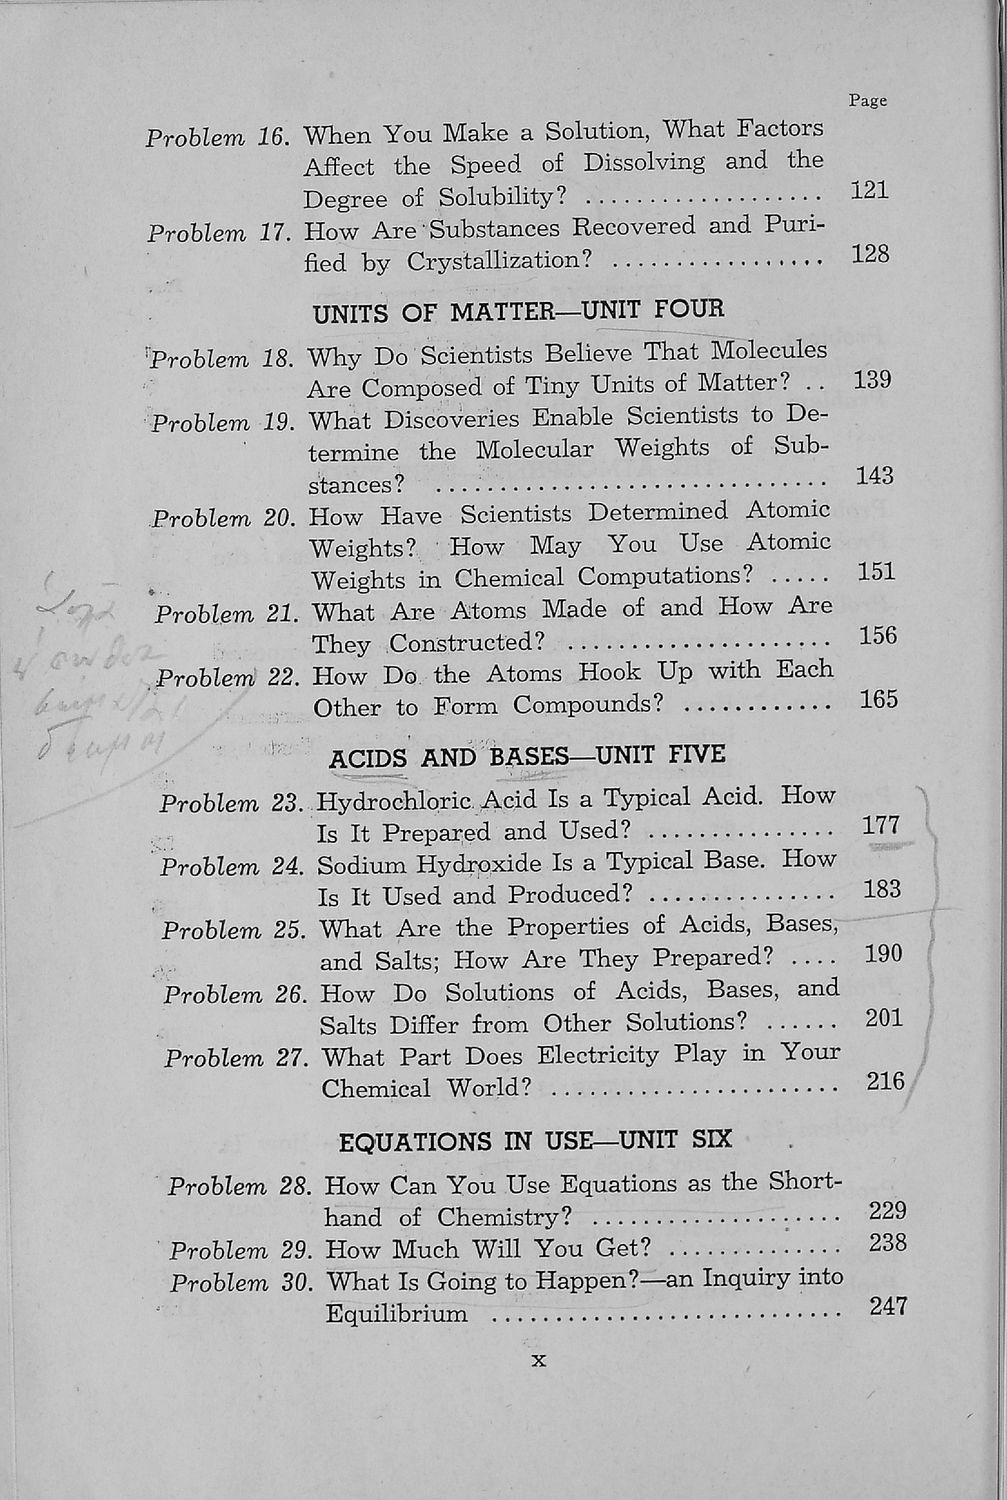 Page
Problem 16. When You Make a Solution, What Factors
Affect the Speed of Dissolving and the
Degree of Solubility? ................... 121
Problem 17. How Are Substances Recovered and Puri-
fied by Crystallization? ................. 128
UNITS OF MATTER—UNIT FOUR
Problem 18. Why Do Scientists Believe That Molecules
Are Composed of Tiny Units of Matter? .. 139
Problem 19. What Discoveries Enable Scientists to De-
termine the Molecular Weights of Sub-
stances? ............................... 143
Problem 20. How Have Scientists Determined Atomic
Weights? How May You Use Atomic
Weights in Chemical Computations? ..... 151
Problem 21. What Are Atoms Made of and How Are
They Constructed? ..................... 156
Problem 22. How Do the Atoms Hook Up with Each
Other to Form Compounds? ............ 165
ACIDS AND BASES—UNIT FIVE
Problem 23. Hydrochloric Acid Is a Typical Acid. How
Is It Prepared and Used? ............... 177
Problem 24. Sodium Hydroxide Is a Typical Base. How
Is It Used and Produced? ............... 183
Problem 25. What Are the Properties of Acids, Bases,
and Salts; How Are They Prepared? .... 190
Problem 26. How Do Solutions of Acids, Bases, and
Salts Differ from Other Solutions? ...... 201
Problem 27. What Part Does Electricity Play in Your
Chemical World? ....................... 216
EQUATIONS IN USE—UNIT SIX
Problem 28. How Can You Use Equations as the Short-
hand of Chemistry? .................... 229
Problem 29. How Much Will You Get? .............. 238
Problem 30. What Is Going to Happen?—an Inquiry into
Equilibrium ............................ 247
x